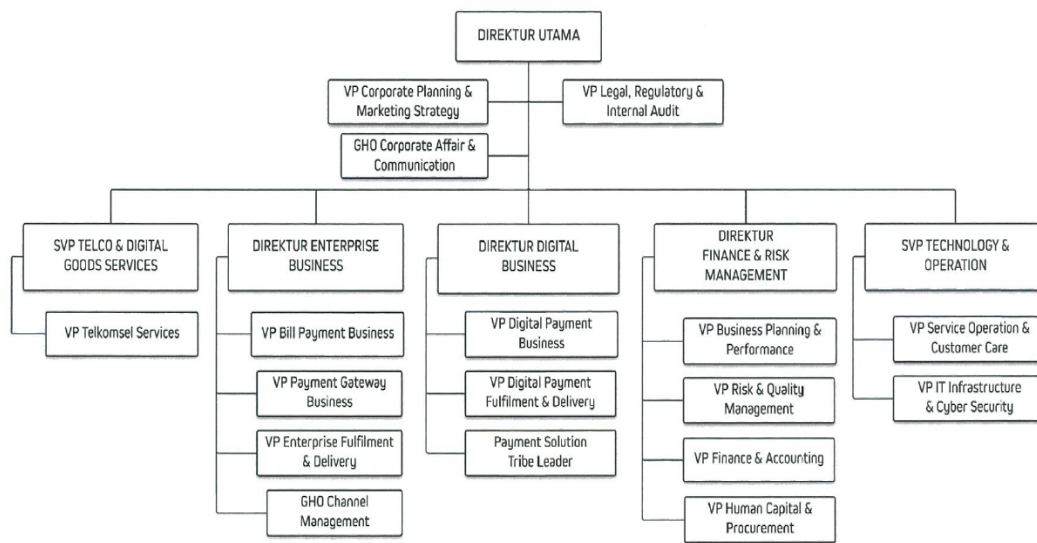 DIREKTUR UTAMA
VP Corporate Planning &
Marketing Strategy
VP Legal, Regulatory &
Internal Audit
GHO Corporate Affair &
Communication
SVP TELCO & DIGITAL
GOODS SERVICES
VP Telkomsel Services
DIREKTUR ENTERPRISE
BUSINESS
VP Bill Payment Business
VP Payment Gateway
Business
VP Enterprise Fulfilment
& Delivery
GHO Channel
Management
DIREKTUR DIGITAL
BUSINESS
VP Digital Payment
Business
VP Digital Payment
Fulfilment & Delivery
Payment Solution
Tribe Leader
DIREKTUR
FINANCE & RISK
MANAGEMENT
VP Business Planning &
Performance
VP Risk & Quality
Management
VP Finance & Accounting
VP Human Capital &
Procurement
SVP TECHNOLOGY &
OPERATION
VP Service Operation &
Customer Care
VP IT Infrastructure
& Cyber Security